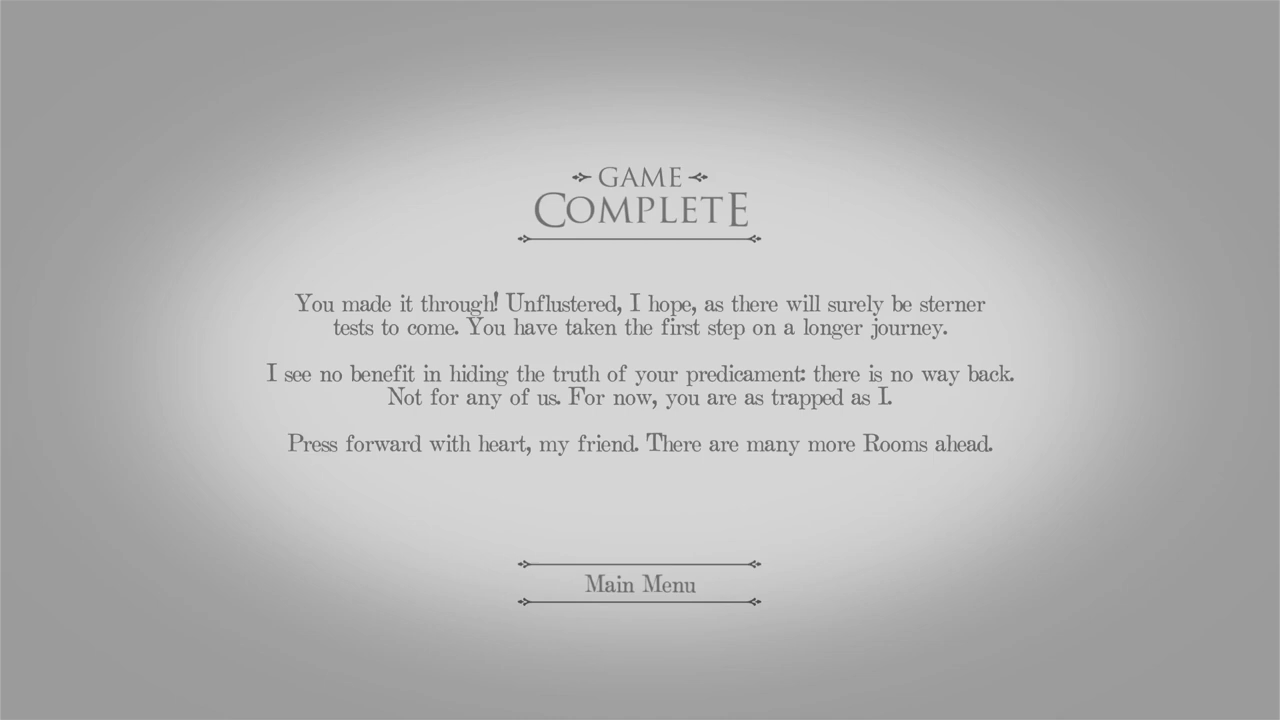 GAME
COMPLETE
You made it through! Unflustered, I hope, as there will surely be sterner
tests to come. You have taken the first step on a longer journey.
I see no benefit in hiding the truth of your predicament: there is no way back.
Not for any of us. For now, you are as trapped as I.
Press forward with heart, my friend. There are many more Rooms ahead.
Main Menu